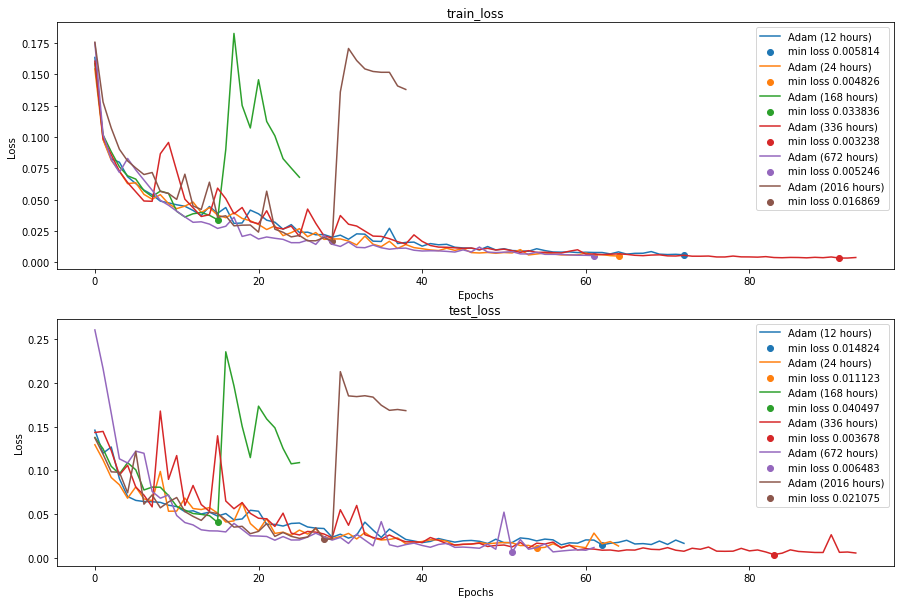 train_loss
0.175
0.150
0.125
0.100
0.075
0.050
0.025
0.000
Loss
Adam (12 hours)
min loss 0.005814
Adam (24 hours)
min loss 0.004826
Adam (168 hours)
min loss 0.033836
Adam (336 hours)
min loss 0.003238
Adam (672 hours)
min loss 0.005246
Adam (2016 hours)
min loss 0.016869
0 20 40 60 80
Epochs
test_loss
0.25
0.20
0.15
0.10
0.05
0.00
Loss
Adam (12 hours)
min loss 0.014824
Adam (24 hours)
min loss 0.011123
Adam (168 hours)
min loss 0.040497
Adam (336 hours)
min loss 0.003678
Adam (672 hours)
min loss 0.006483
Adam (2016 hours)
min loss 0.021075
0 20 40 60 80
Epochs